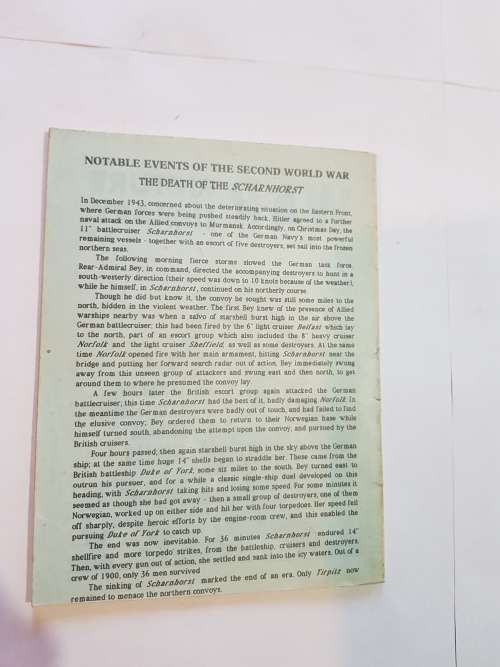 NOTABLE EVENTS OF THE SECOND WORLD WAR
THE DEATH OF THE SCHARNHORST
In December 1943, concerned about the deteriorating situation on the Eastern Front,
where German forces were being pushed steadily back, Hitler agreed to a further
naval attack on the Allied convoys to Murmansk. Accordingly, on Christmas Day, the
11" battlecruiser Scharnhorst - one of the German Navy's most powerful
remaining vessels - together with an escort of five destroyers, set sail into the frozen
northern seas.
The following morning fierce storms slowed the German task force.
Rear-Admiral Bey, in command, directed the accompanying destroyers to hunt in a
south-westerly direction (their speed was down to 10 knots because of the weather),
while he himself, in Scharnhorst, continued on his northerly course.
Though he did but know it, the convoy he sought was still some miles to the
north, hidden in the violent weather. The first Bey knew of the presence of Allied
warships nearby was when a salvo of starshell burst high in the air above the
German battlecruiser; this had been fired by the 6" light cruiser Belfast which lay
to the north, part of an escort group which also included the 8" heavy cruiser
Norfolk and the light cruiser Sheffield, as well as some destroyers. At the same
time Norfolk opened fire with her main armament, hitting Scharnhorst near the
bridge and putting her forward search radar out of action. Bey immediately swung
away from this unseen group of attackers and swung east and then north, to get
around them to where he presumed the convoy lay.
A few hours later the British escort group again attacked the German
battlecruiser; this time Scharnhorst had the best of it, badly damaging Norfolk. In
the meantime the German destroyers were badly out of touch, and had failed to find
the elusive convoy; Bey ordered them to return to their Norwegian base while
himself turned south, abandoning the attempt upon the convoy, and pursued by the
British cruisers.
Four hours passed; then again starshell burst high in the sky above the German
ship; at the same time huge 14" shells began to straddle her. These came from the
British battleship Duke of York, some six miles to the south. Bey turned east to
outrun his pursuer, and for a while a classic single-ship duel developed on this
heading, with Scharnhorst taking hits and losing some speed. For some minutes it
seemed as though she had got away - then a small group of destroyers, one of them
Norwegian, worked up on either side and hit her with four torpedoes. Her speed fell
off sharply, despite heroic efforts by the engine-room crew, and this enabled the
pursuing Duke of York to catch up.
The end was now inevitable. For 36 minutes Scharnhorst endured 14"
shellfire and more torpedo strikes, from the battleship, cruisers and destroyers.
Then, with every gun out of action, she settled and sank into the icy waters. Out of a
crew of 1900, only 36 men survived
The sinking of Scharnhorst marked the end of an era. Only Tirpitz now
remained to menace the northern convoys.